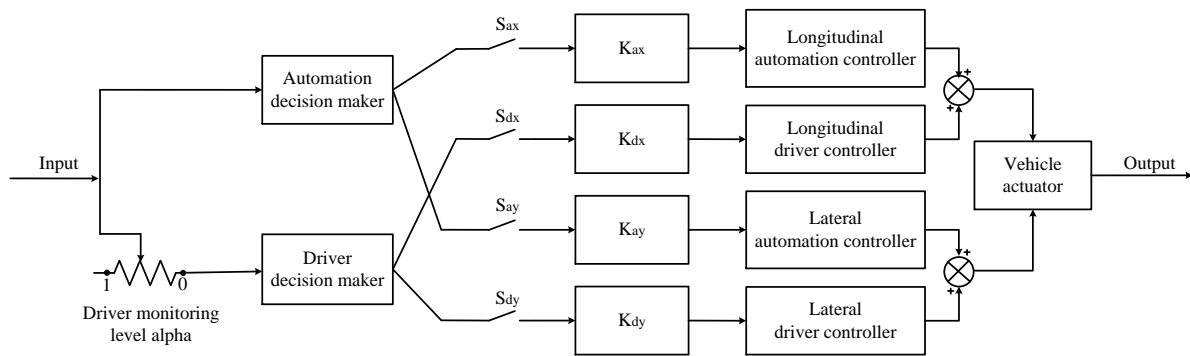 Input
1
0
Driver monitoring
level alpha
Automation
decision maker
Driver
decision maker
Sax
Sdx
Say
Sdy
Kax
Kdx
Kay
Kdy
Longitudinal
automation controller
Longitudinal
driver controller
Lateral
automation controller
Lateral
driver controller
+
+
+
+
Vehicle
actuator
Output